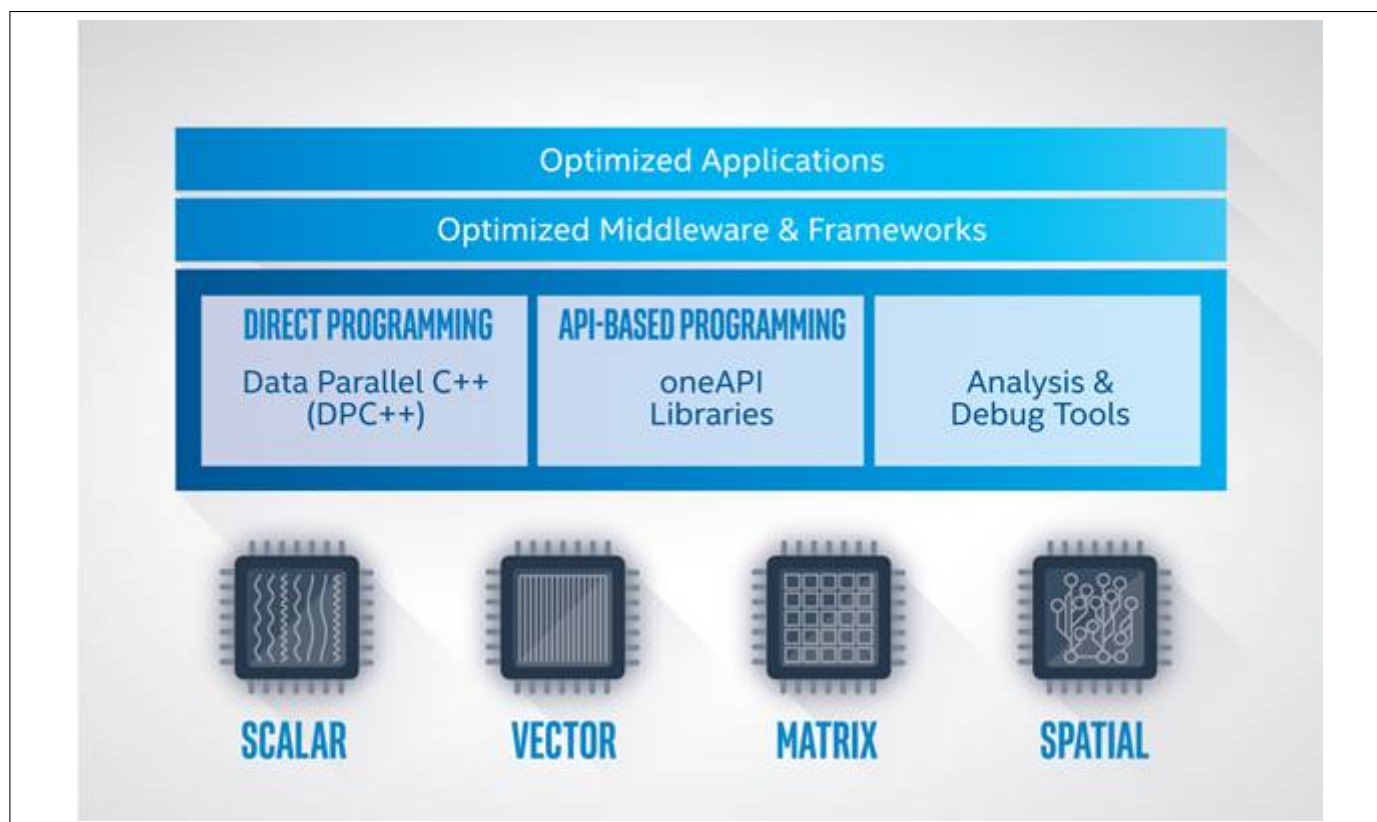 Optimized Applications
Optimized Middleware & Frameworks
DIRECT PROGRAMMING
Data Parallel C++
(DPC++)
API-BASED PROGRAMMING
oneAPI
Libraries
Analysis &
Debug Tools
SCALAR
VECTOR
MATRIX
SPATIAL